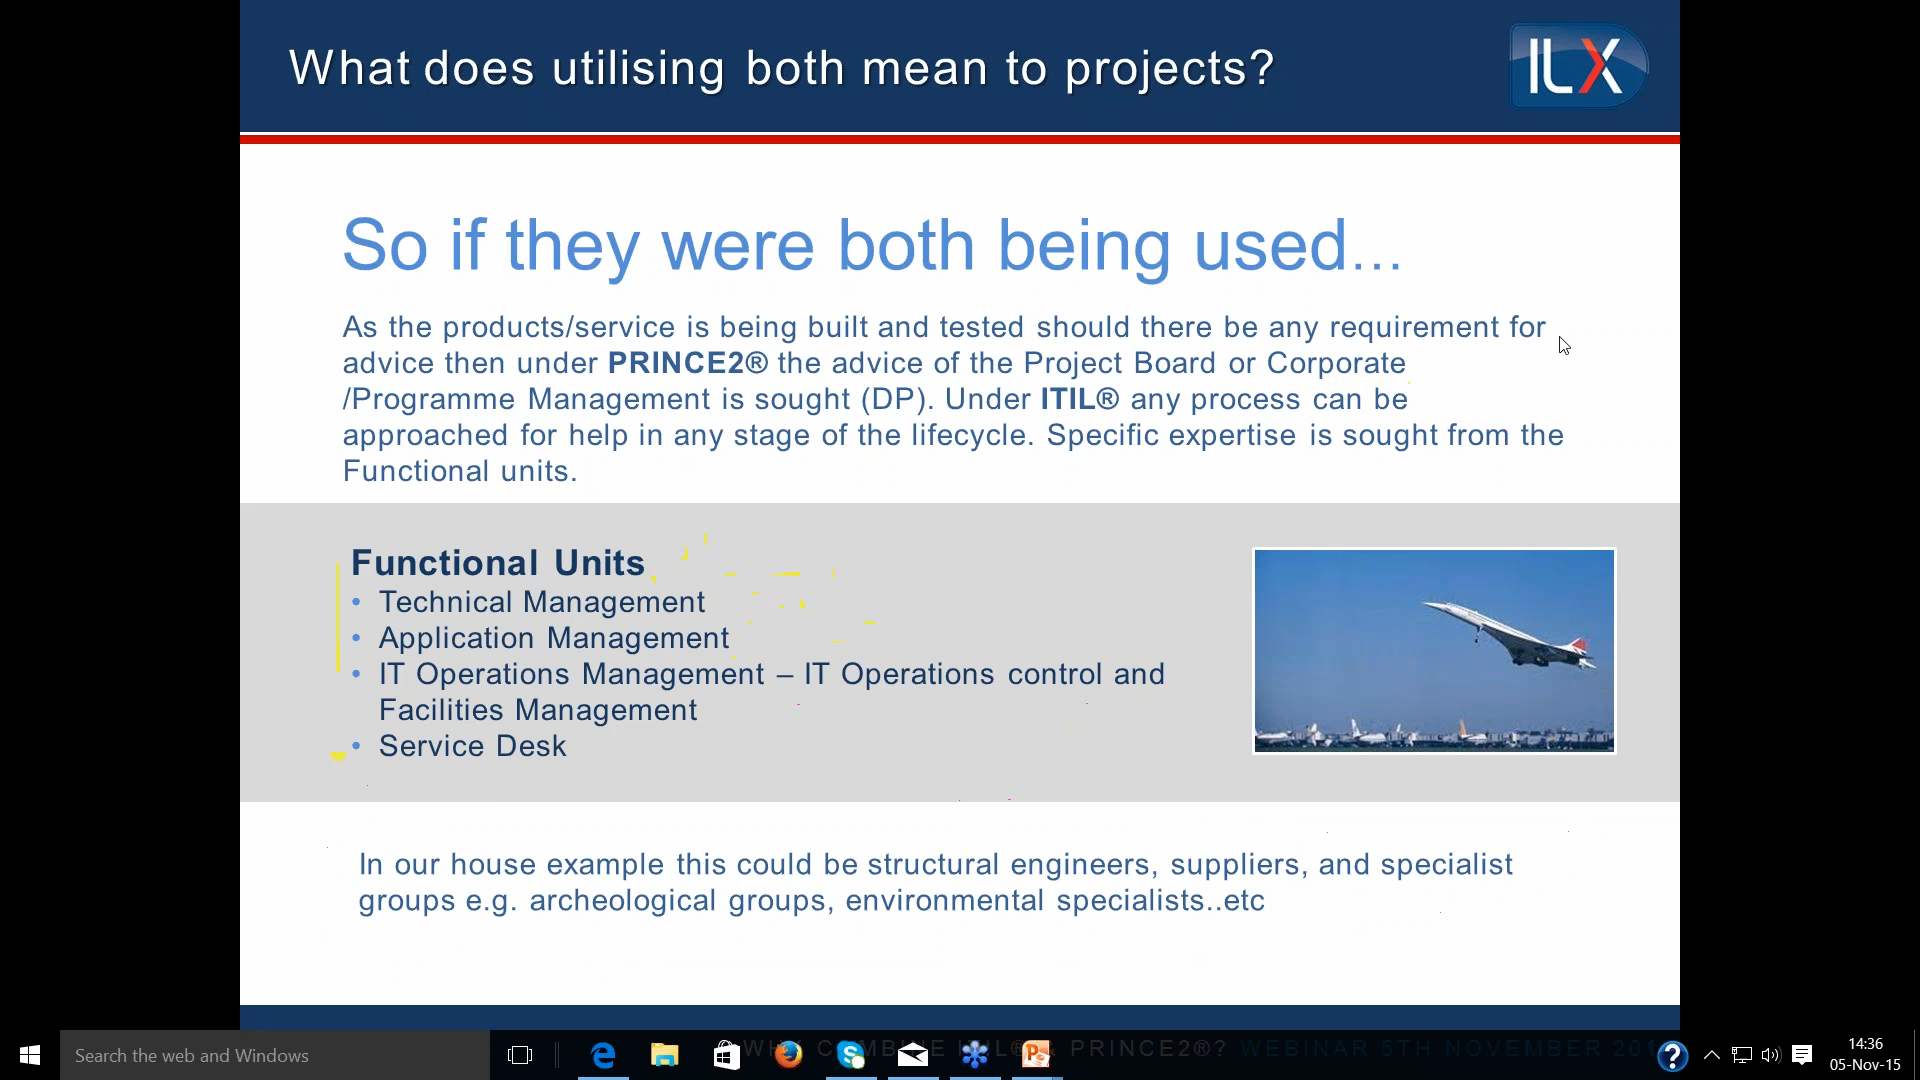 What does utilising both mean to projects?
ILX
So if they were both being used...
As the products/service is being built and tested should there be any requirement for
advice then under PRINCE2® the advice of the Project Board or Corporate
/Programme Management is sought (DP). Under ITIL® any process can be
approached for help in any stage of the lifecycle. Specific expertise is sought from the
Functional units.
Functional Units
• Technical Management
• Application Management
• IT Operations Management – IT Operations control and
Facilities Management
• Service Desk
In our house example this could be structural engineers, suppliers, and specialist
groups e.g. archeological groups, environmental specialists..etc
Search the web and Windows
& PRINCE2®? WEBINAR 5TH NOVEMBER
14:36
05-Nov-15